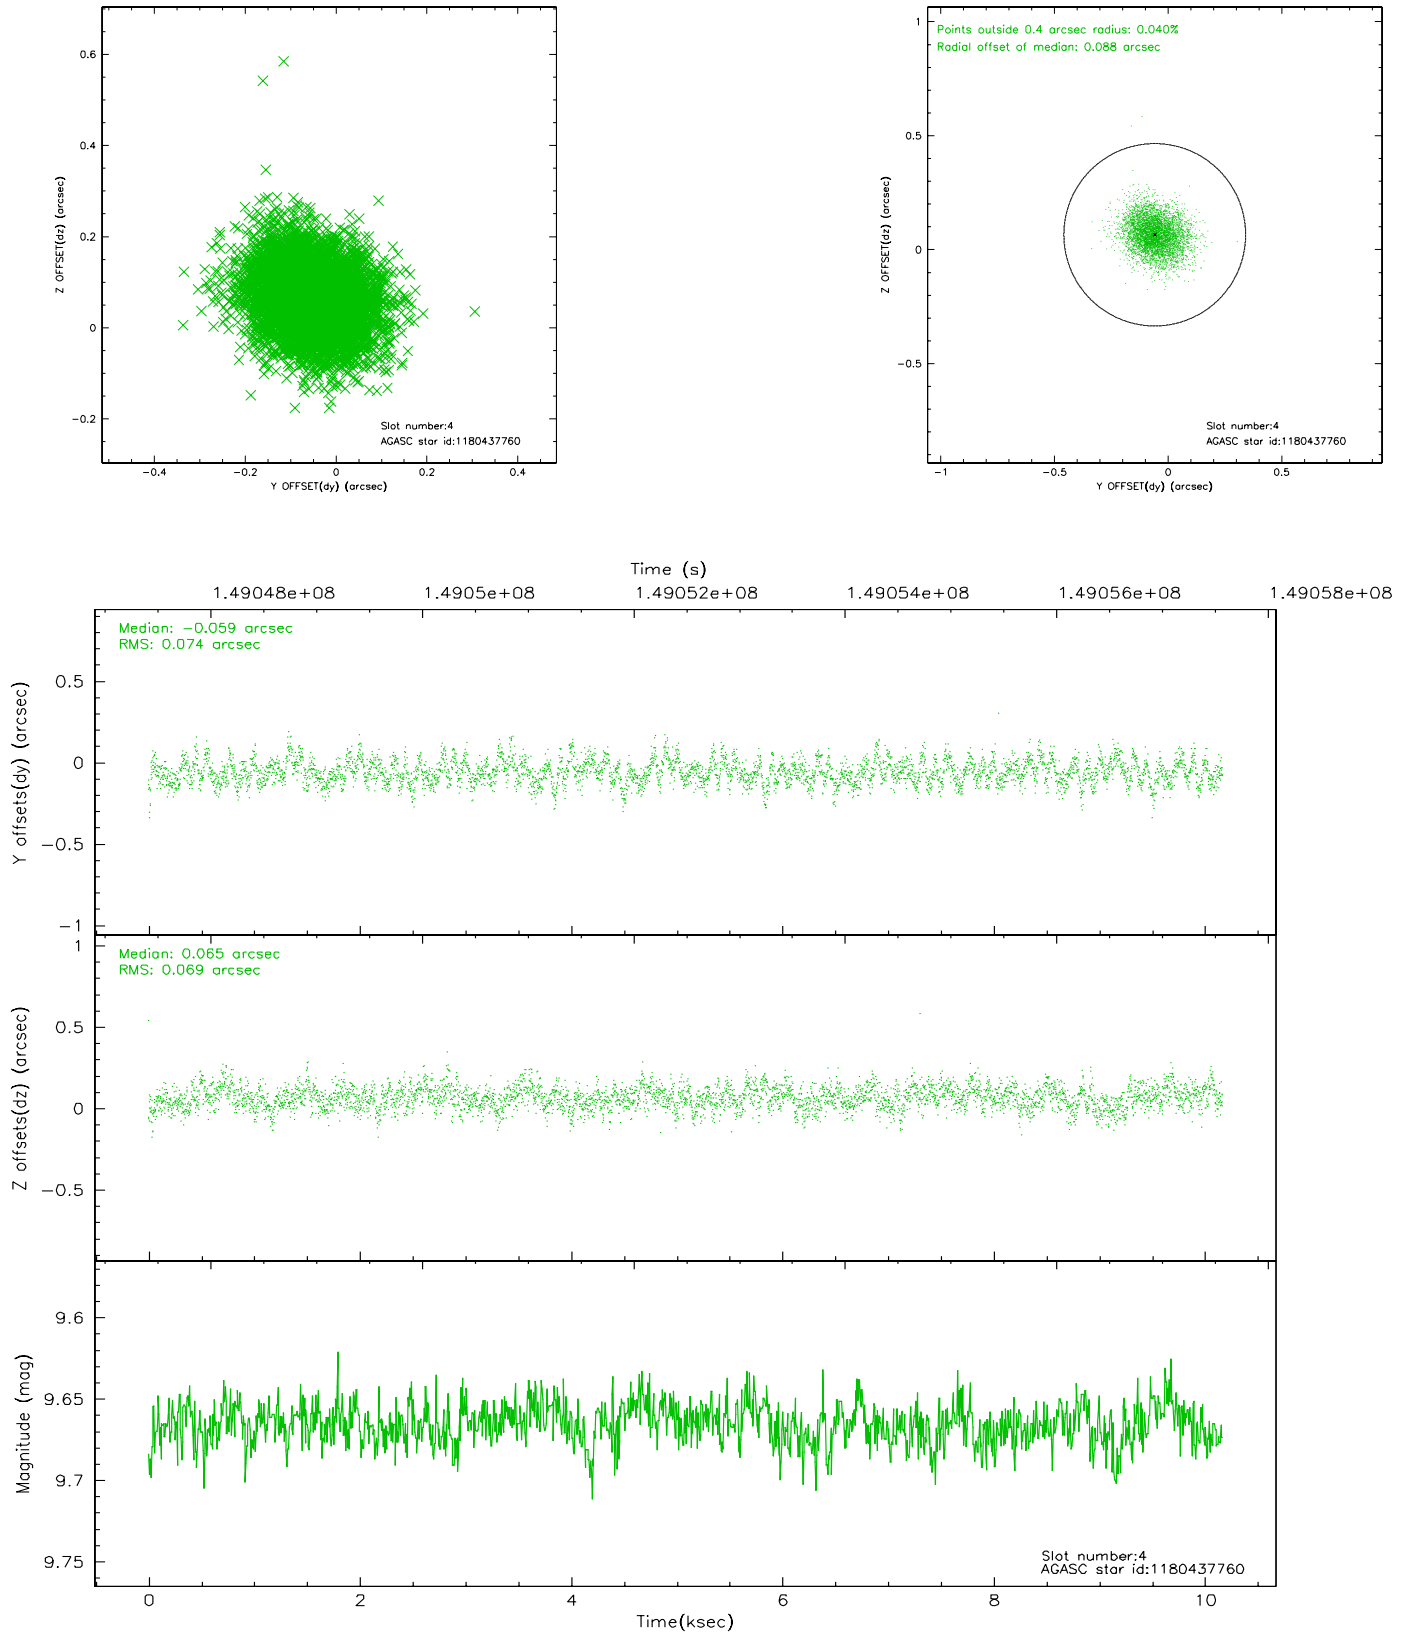 0.6
0.4
0.2
0
−0.2
Z OFFSET(dz) (arcsec)
Slot number:4
AGASC star id:1180437760
−0.4 −0.2 0 0.2 0.4
Y OFFSET(dy) (arcsec)
Points outside 0.4 arcsec radius: 0.040%
Radial offset of median: 0.088 arcsec
1
0.5
0
−0.5
Z OFFSET(dz) (arcsec)
Slot number:4
AGASC star id:1180437760
−1 −0.5 0 0.5
Y OFFSET(dy) (arcsec)
Time (s)
1.49048e+08 1.4905e+08 1.49052e+08 1.49054e+08 1.49056e+08 1.49058e+08
Median: −0.059 arcsec
RMS: 0.074 arcsec
0.5
0
−0.5
−1
Y offsets(dy) (arcsec)
Median: 0.065 arcsec
RMS: 0.069 arcsec
1
0.5
0
−0.5
Z offsets(dz) (arcsec)
9.6
9.65
9.7
9.75
Magnitude (mag)
Slot number:4
AGASC star id:1180437760
0 2 4 6 8 10
Time(ksec)